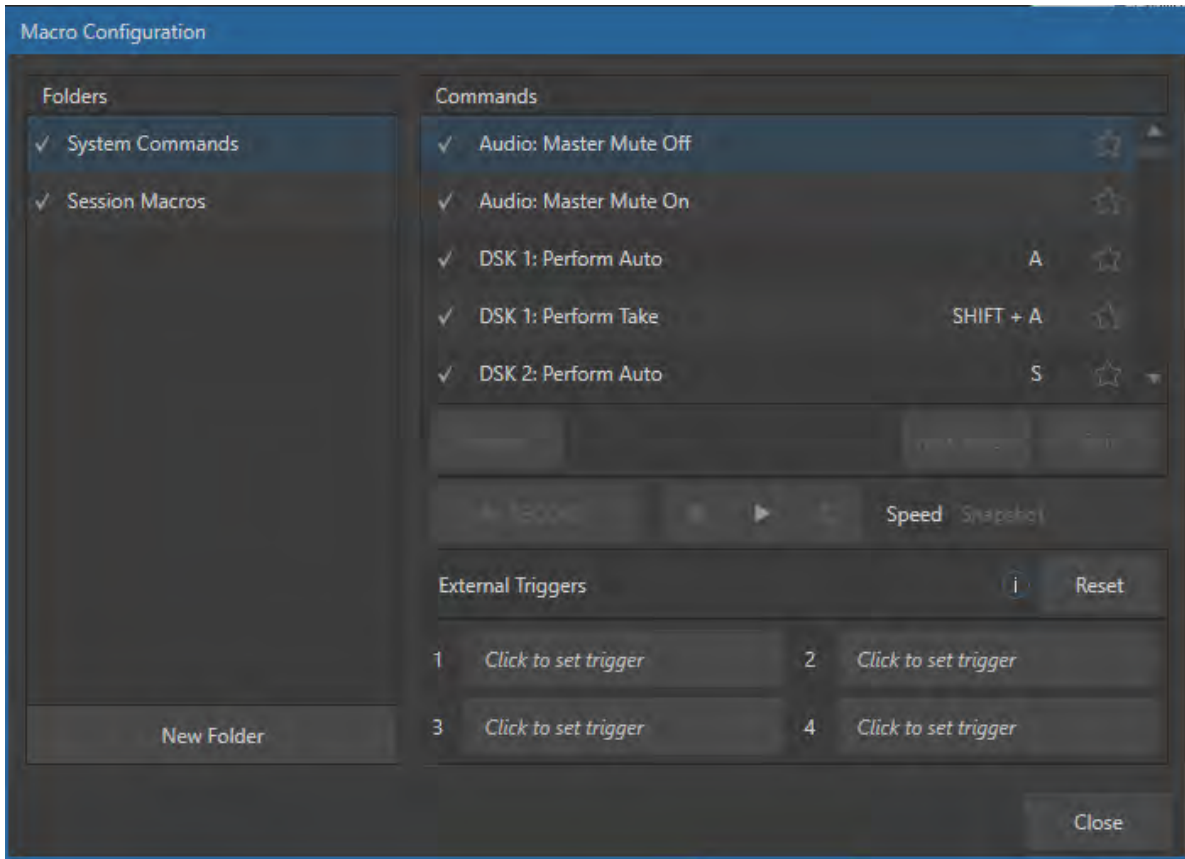 Macro Configuration
Folders
System Commands
Session Macros
New Folder
Commands
Audio: Master Mute Off
Audio: Master Mute On
DSK 1: Perform Auto A
DSK 1: Perform Take SHIFT + A
DSK 2: Perform Auto S
Speed Snapshot
External Triggers i Reset
1 Click to set trigger 2 Click to set trigger
3 Click to set trigger 4 Click to set trigger
Close